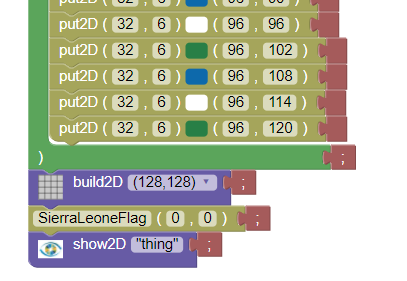 put2D ( 32 , 6 ) ( 96 , 96 )
put2D ( 32 , 6 ) ( 96 , 102 ) ;
put2D ( 32 , 6 ) ( 96 , 108 ) ;
put2D ( 32 , 6 ) ( 96 , 114 ) ;
put2D ( 32 , 6 ) ( 96 , 120 ) ;
) ;
build2D (128,128) ;
SierraLeoneFlag ( 0 , 0 ) ;
show2D "thing" ;